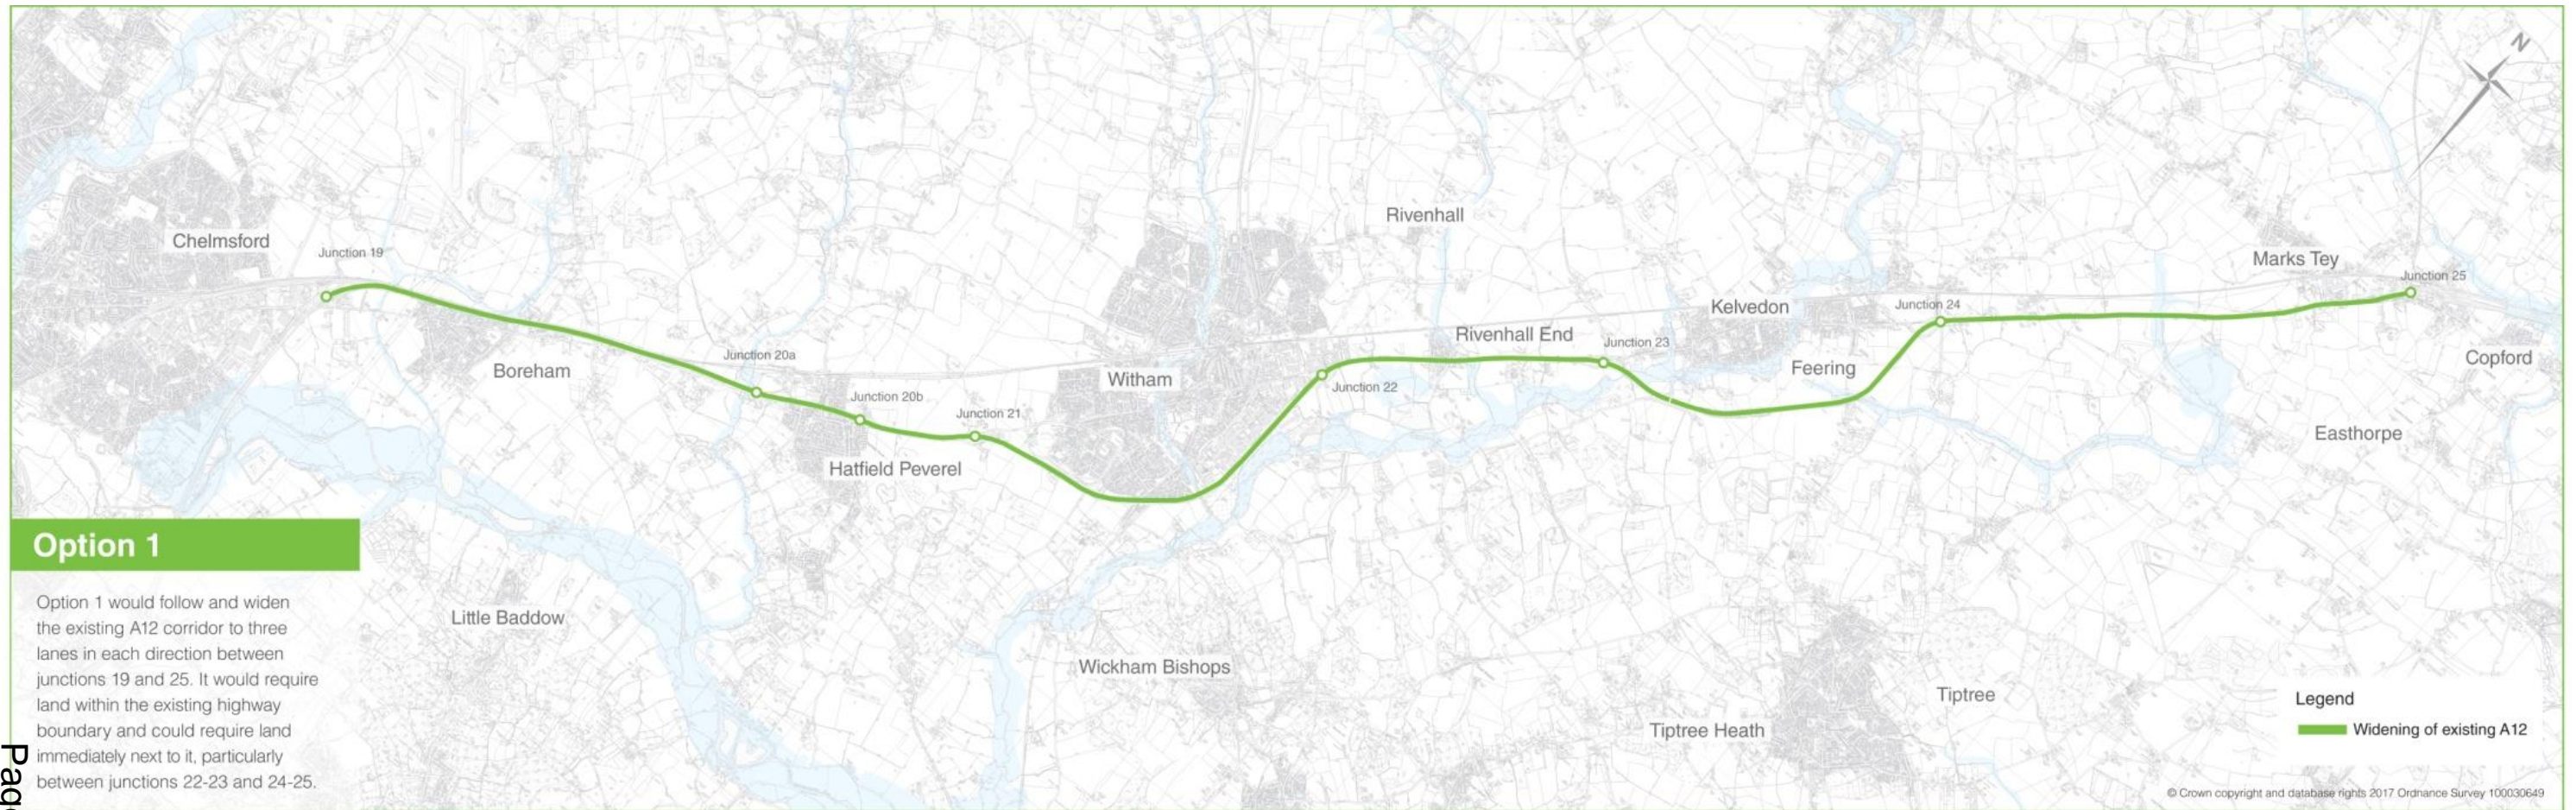 N
Rivenhall
Chelmsford
Junction 19
Marks Tey
Junction 25
Kelvedon
Junction 24
Rivenhall End
Junction 23
Copford
Junction 20a
Boreham
Witham
Feering
Junction 22
Junction 20b
Junction 21
Easthorpe
Hatfield Peverel
Option 1
Option 1 would follow and widen
the existing A12 corridor to three
lanes in each direction between
junctions 19 and 25. It would require
land within the existing highway
boundary and could require land
immediately next to it, particularly
between junctions 22-23 and 24-25.
Little Baddow
Wickham Bishops
Tiptree
Tiptree Heath
Legend
Widening of existing A12
© Crown copyright and database rights 2017 Ordnance Survey 100030649